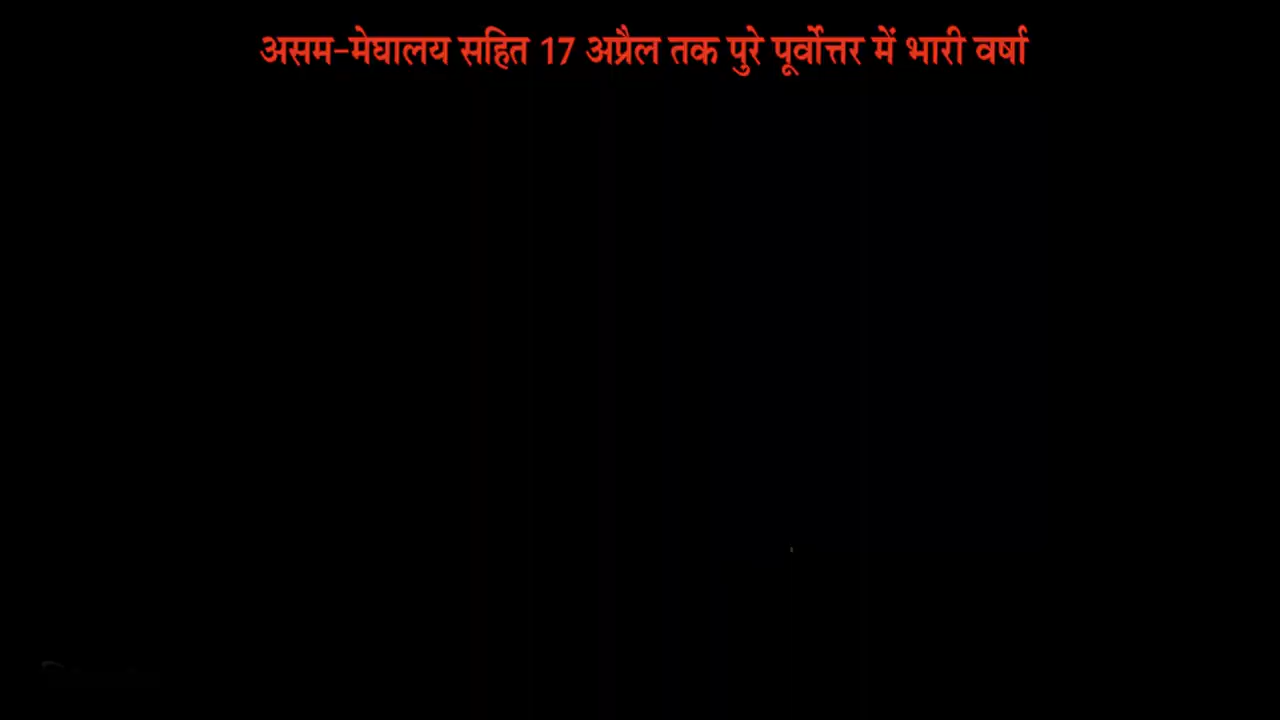 असम-मेघालय सहित 17 अप्रैल तक पुरे पूर्वोत्तर में भारी वर्षा